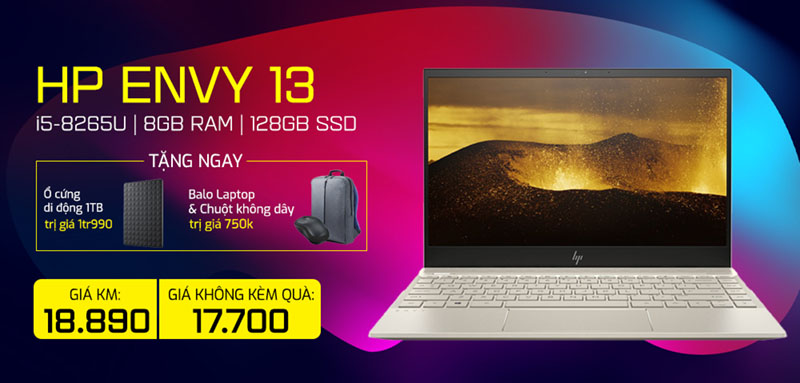 HP ENVY 13
i5-8265U | 8GB RAM | 128GB SSD
TẶNG NGAY
Ổ cứng
di động 1TB
trị giá 1tr990
Balo Laptop
& Chuột không dây
trị giá 750k
GIÁ KM:
18.890
GIÁ KHÔNG KÈM QUÀ:
17.700
hp